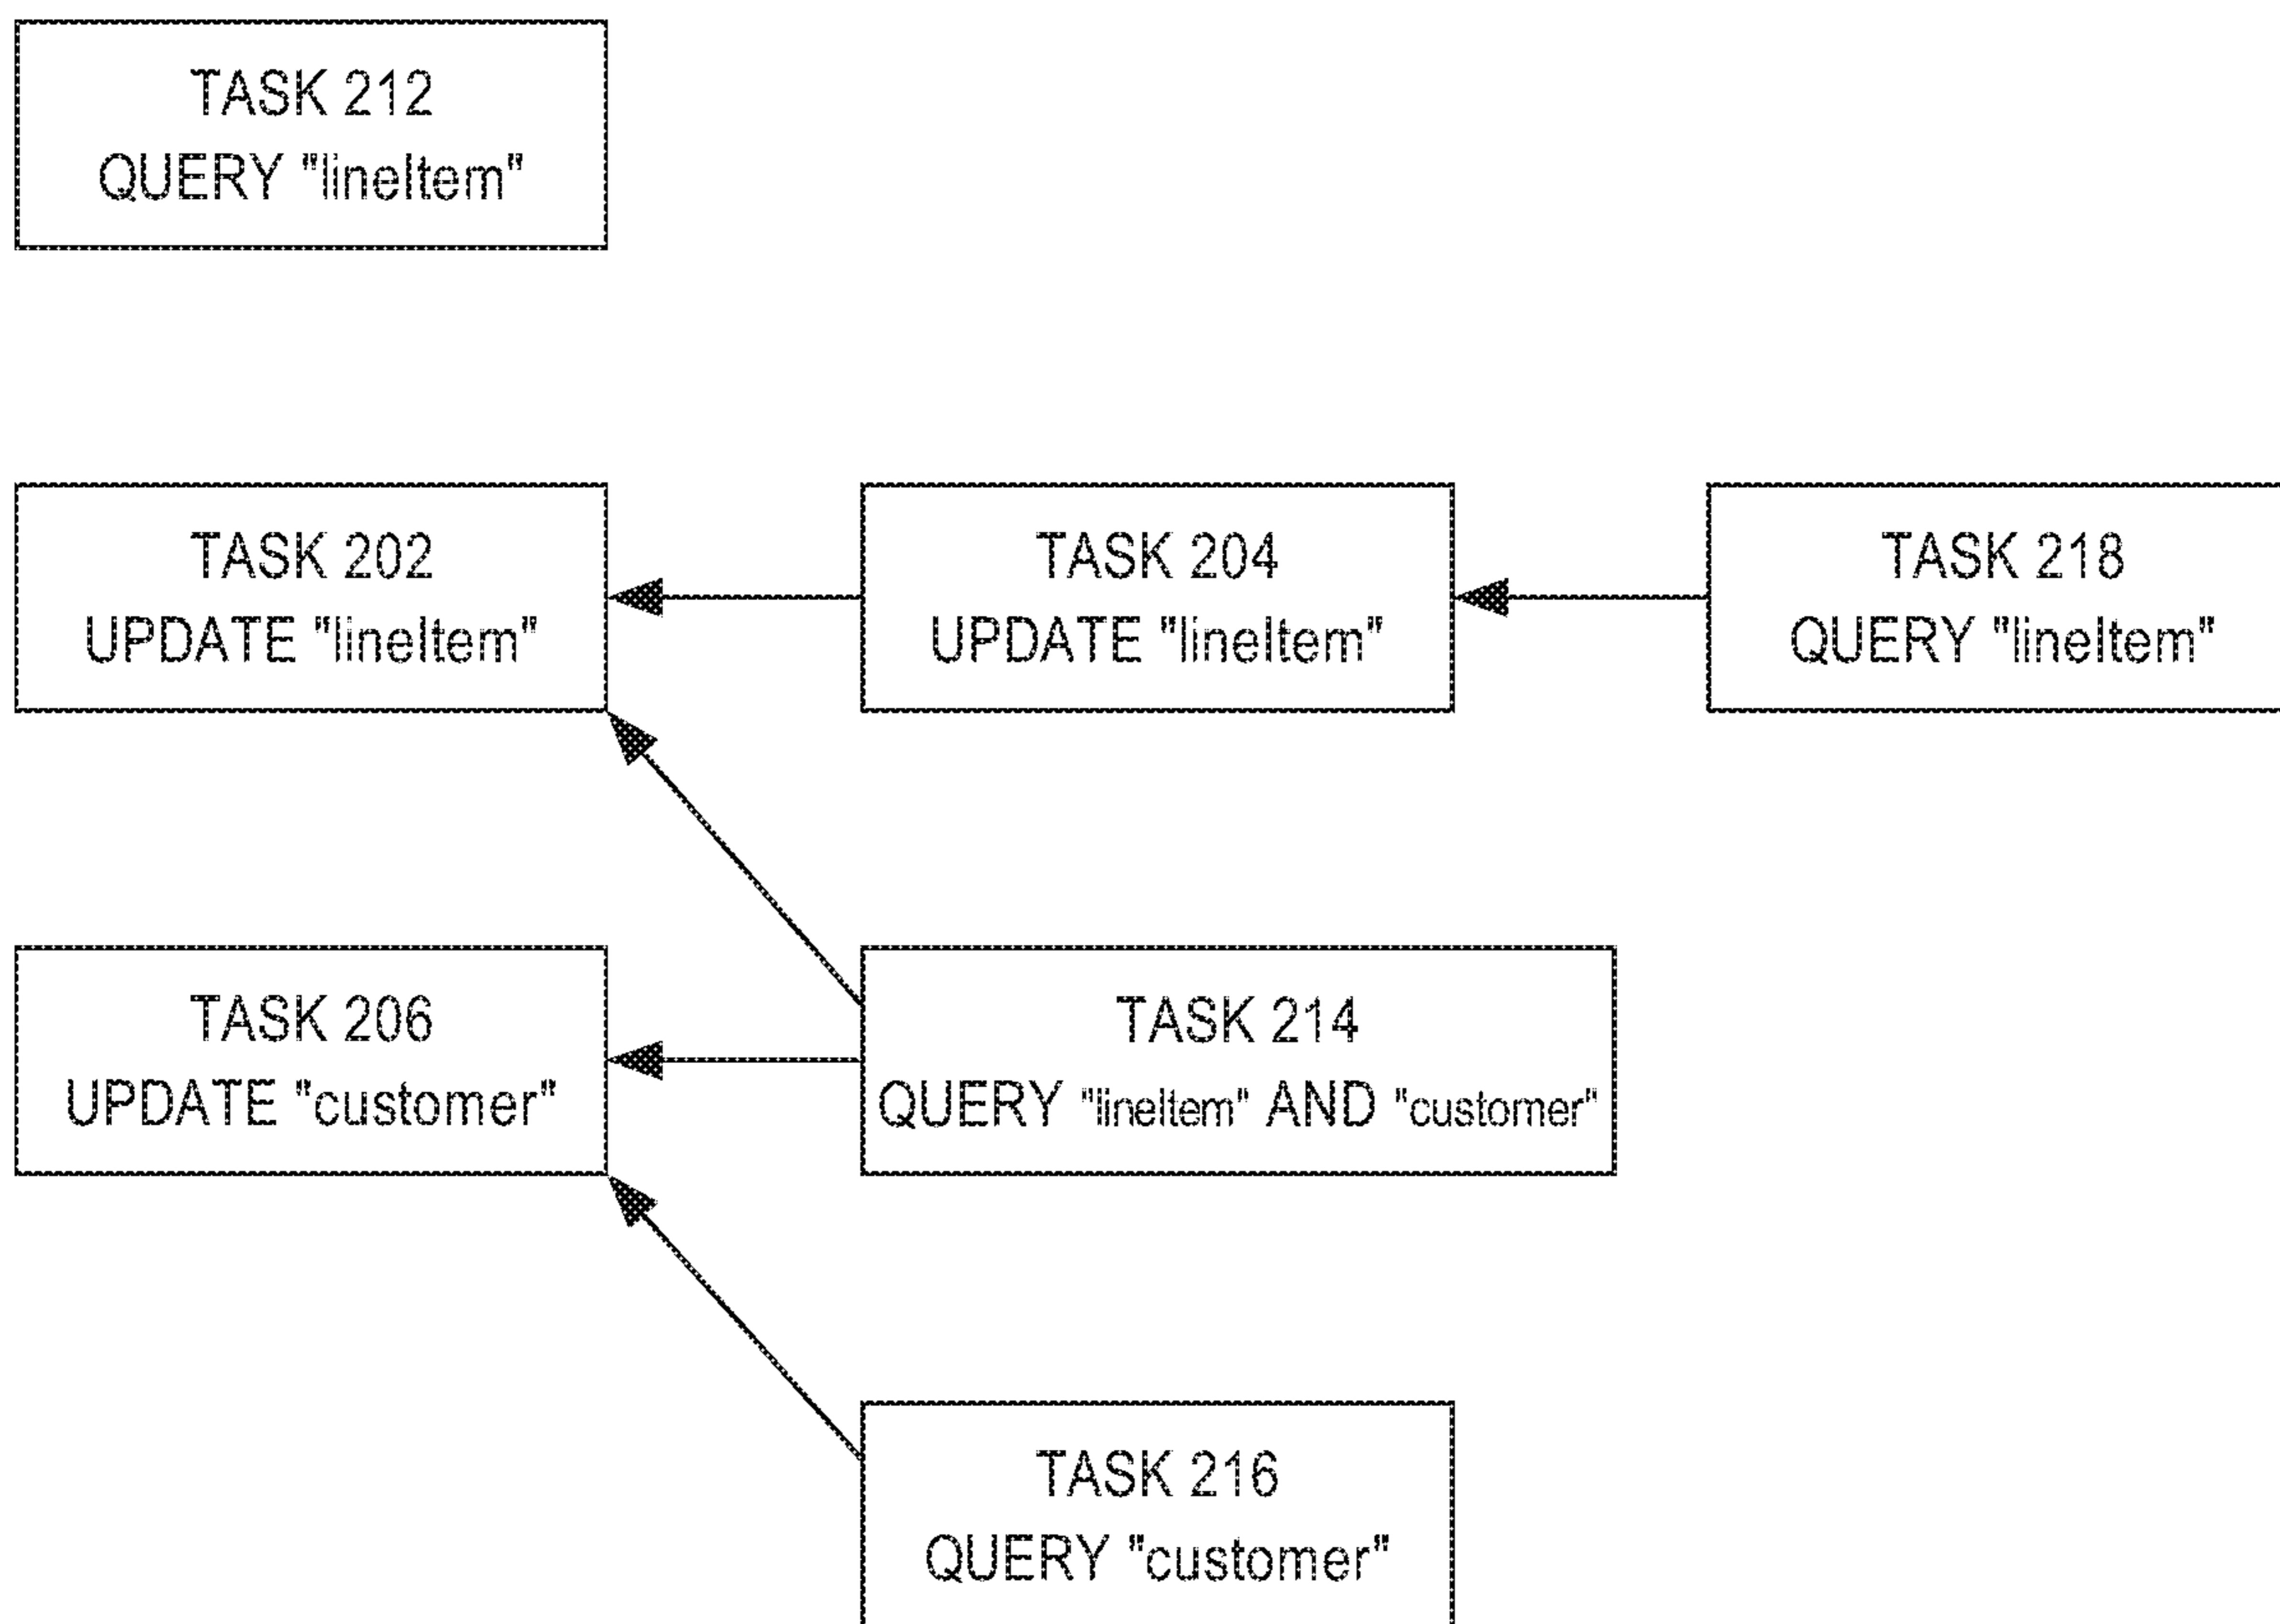 TASK 212
QUERY "lineItem"
TASK 202
UPDATE "lineItem"
TASK 204
UPDATE "lineItem"
TASK 218
QUERY "lineItem"
TASK 206
UPDATE "customer"
TASK 214
QUERY "lineItem" AND "customer"
TASK 216
QUERY "customer"